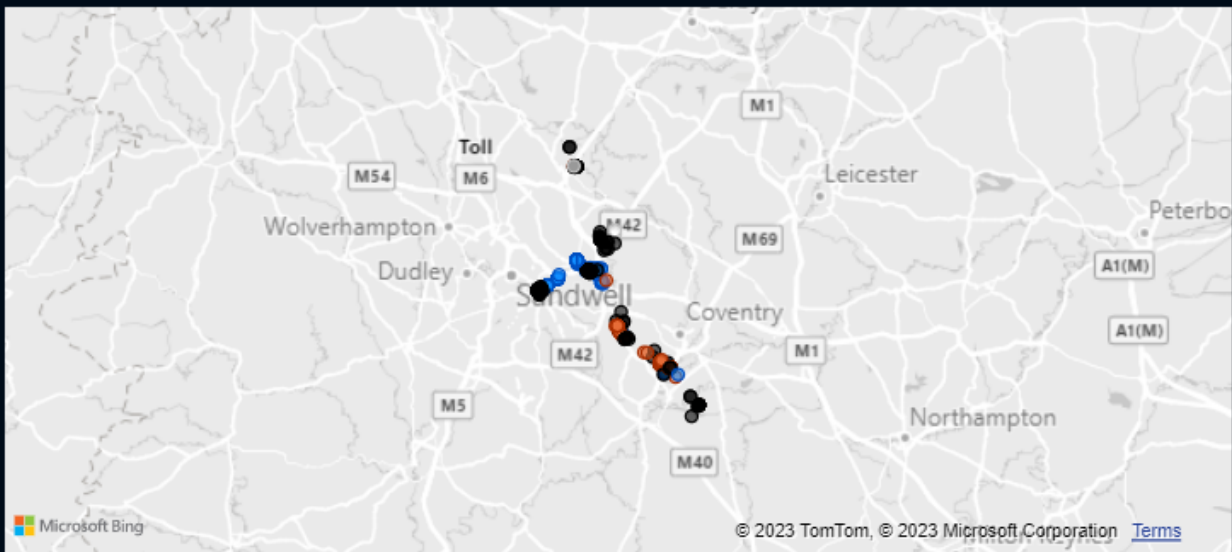 M1
Toll
M54
M6
Leicester
Wolverhampton
M42
Peterbo
M69
Dudley
A1(M)
Sandwell
Coventry
A1(M)
M42
M1
M5
Northampton
M40
Microsoft Bing
© 2023 TomTom, © 2023 Microsoft Corporation Terms